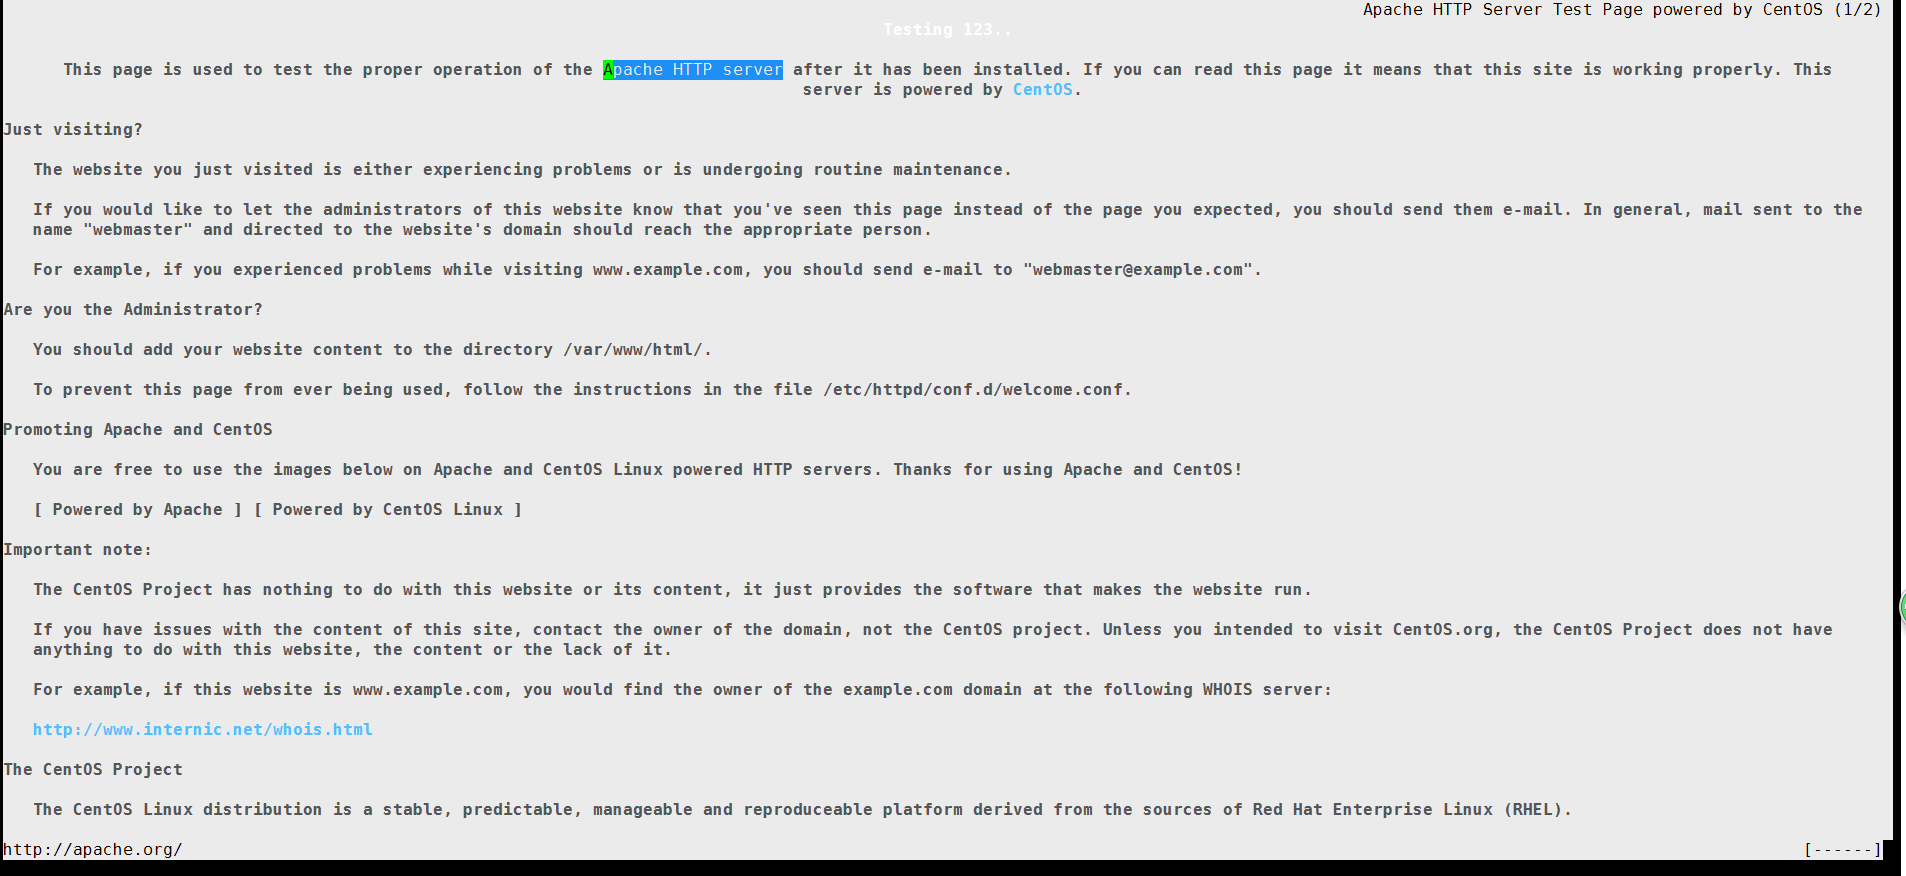 Apache HTTP Server Test Page powered by CentOS (1/2)
Testing 123..
This page is used to test the proper operation of the Apache HTTP server after it has been installed. If you can read this page it means that this site is working properly. This
server is powered by CentOS.
Just visiting?
The website you just visited is either experiencing problems or is undergoing routine maintenance.
If you would like to let the administrators of this website know that you've seen this page instead of the page you expected, you should send them e-mail. In general, mail sent to the
name "webmaster" and directed to the website's domain should reach the appropriate person.
For example, if you experienced problems while visiting www.example.com, you should send e-mail to "webmaster@example.com".
Are you the Administrator?
You should add your website content to the directory /var/www/html/.
To prevent this page from ever being used, follow the instructions in the file /etc/httpd/conf.d/welcome.conf.
Promoting Apache and CentOS
You are free to use the images below on Apache and CentOS Linux powered HTTP servers. Thanks for using Apache and CentOS!
[ Powered by Apache ] [ Powered by CentOS Linux ]
Important note:
The CentOS Project has nothing to do with this website or its content, it just provides the software that makes the website run.
If you have issues with the content of this site, contact the owner of the domain, not the CentOS project. Unless you intended to visit CentOS.org, the CentOS Project does not have
anything to do with this website, the content or the lack of it.
For example, if this website is www.example.com, you would find the owner of the example.com domain at the following WHOIS server:
http://www.internic.net/whois.html
The CentOS Project
The CentOS Linux distribution is a stable, predictable, manageable and reproduceable platform derived from the sources of Red Hat Enterprise Linux (RHEL).
http://apache.org/ [------]